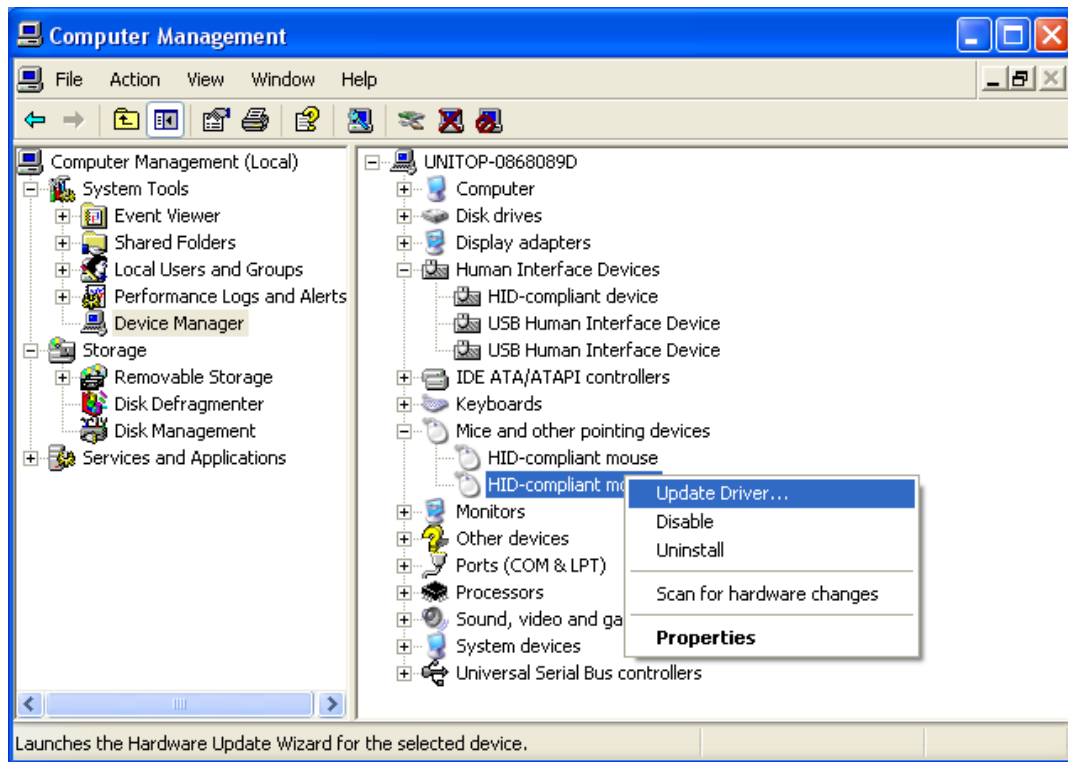 Computer Management
File Action View Window Help
Computer Management (Local)
System Tools
Event Viewer
Shared Folders
Local Users and Groups
Performance Logs and Alerts
Device Manager
Storage
Removable Storage
Disk Defragmenter
Disk Management
Services and Applications
UNITOP-0868089D
Computer
Disk drives
Display adapters
Human Interface Devices
HID-compliant device
USB Human Interface Device
USB Human Interface Device
IDE ATA/ATAPI controllers
Keyboards
Mice and other pointing devices
HID-compliant mouse
HID-compliant mo
Monitors
Other devices
Ports (COM & LPT)
Processors
Sound, video and ga
System devices
Universal Serial Bus controllers
Update Driver...
Disable
Uninstall
Scan for hardware changes
Properties
Launches the Hardware Update Wizard for the selected device.